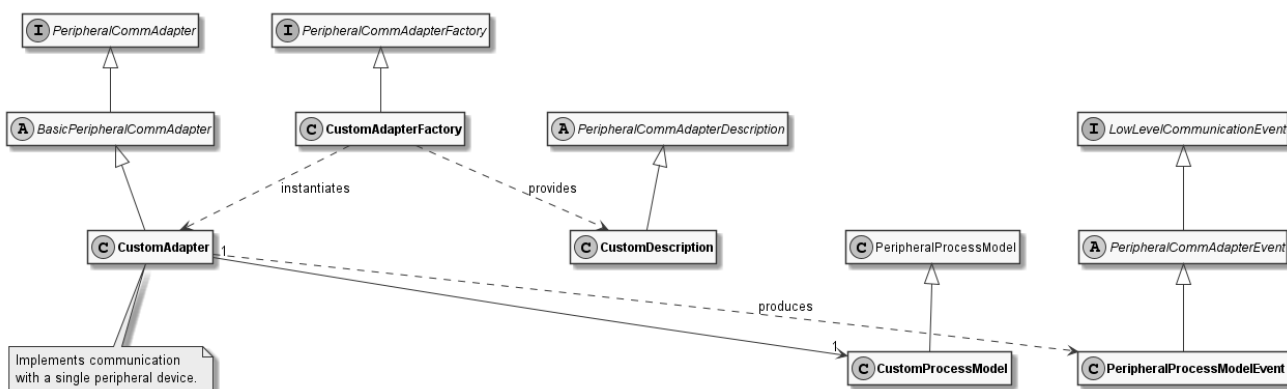 I PeripheralCommAdapter
I PeripheralCommAdapterFactory
A BasicPeripheralCommAdapter
C CustomAdapterFactory
A PeripheralCommAdapterDescription
I LowLevelCommunicationEvent
instantiates
provides
C CustomAdapter
1
C CustomDescription
C PeripheralProcessModel
A PeripheralCommAdapterEvent
produces
1
Implements communication
with a single peripheral device.
C CustomProcessModel
C PeripheralProcessModelEvent